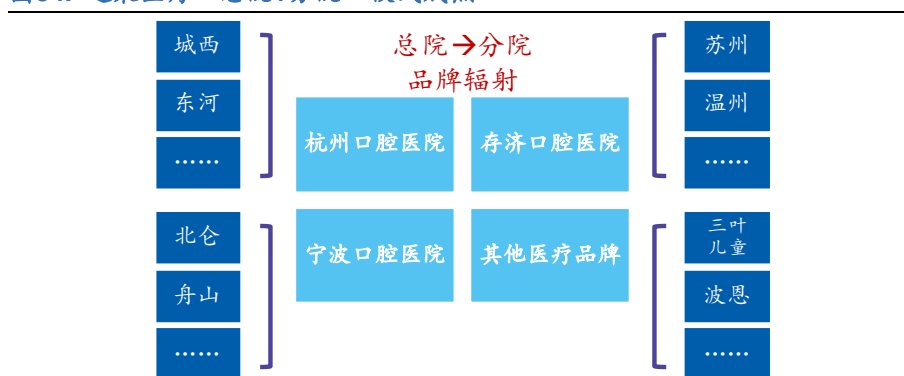 城西
东河
……
总院→分院
品牌辐射
苏州
温州
……
杭州口腔医院
存济口腔医院
宁波口腔医院
其他医疗品牌
北仑
舟山
……
三叶
儿童
波恩
……